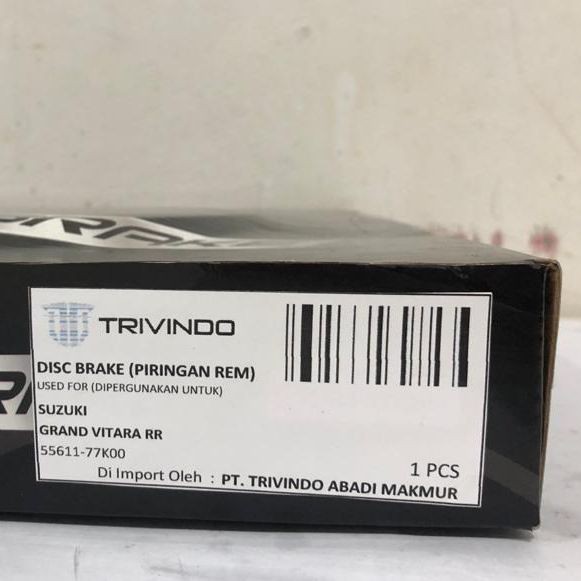 TRIVINDO
DISC BRAKE (PIRINGAN REM)
USED FOR (DIPERGUNAKAN UNTUK)
SUZUKI
GRAND VITARA RR
55611-77K00
1 PCS
Di Import Oleh : PT. TRIVINDO ABADI MAKMUR